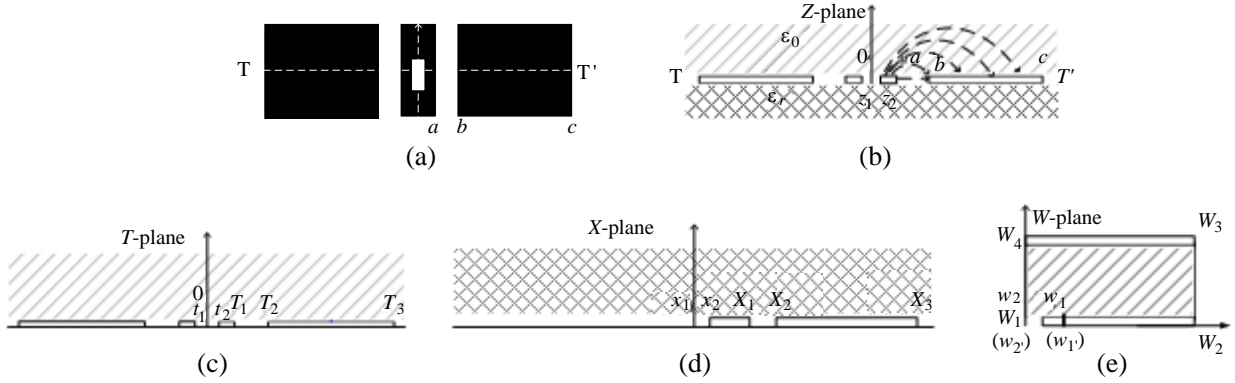 T T'
a b c
(a)
Z-plane
ε0
0 a b c
T T'
εr z1 z2
(b)
T-plane
0
t1 t2 T1 T2 T3
(c)
X-plane
x1 x2 X1 X2 X3
(d)
W-plane
W4 W3
w2 w1
W1
(w2') (w1') W2
(e)